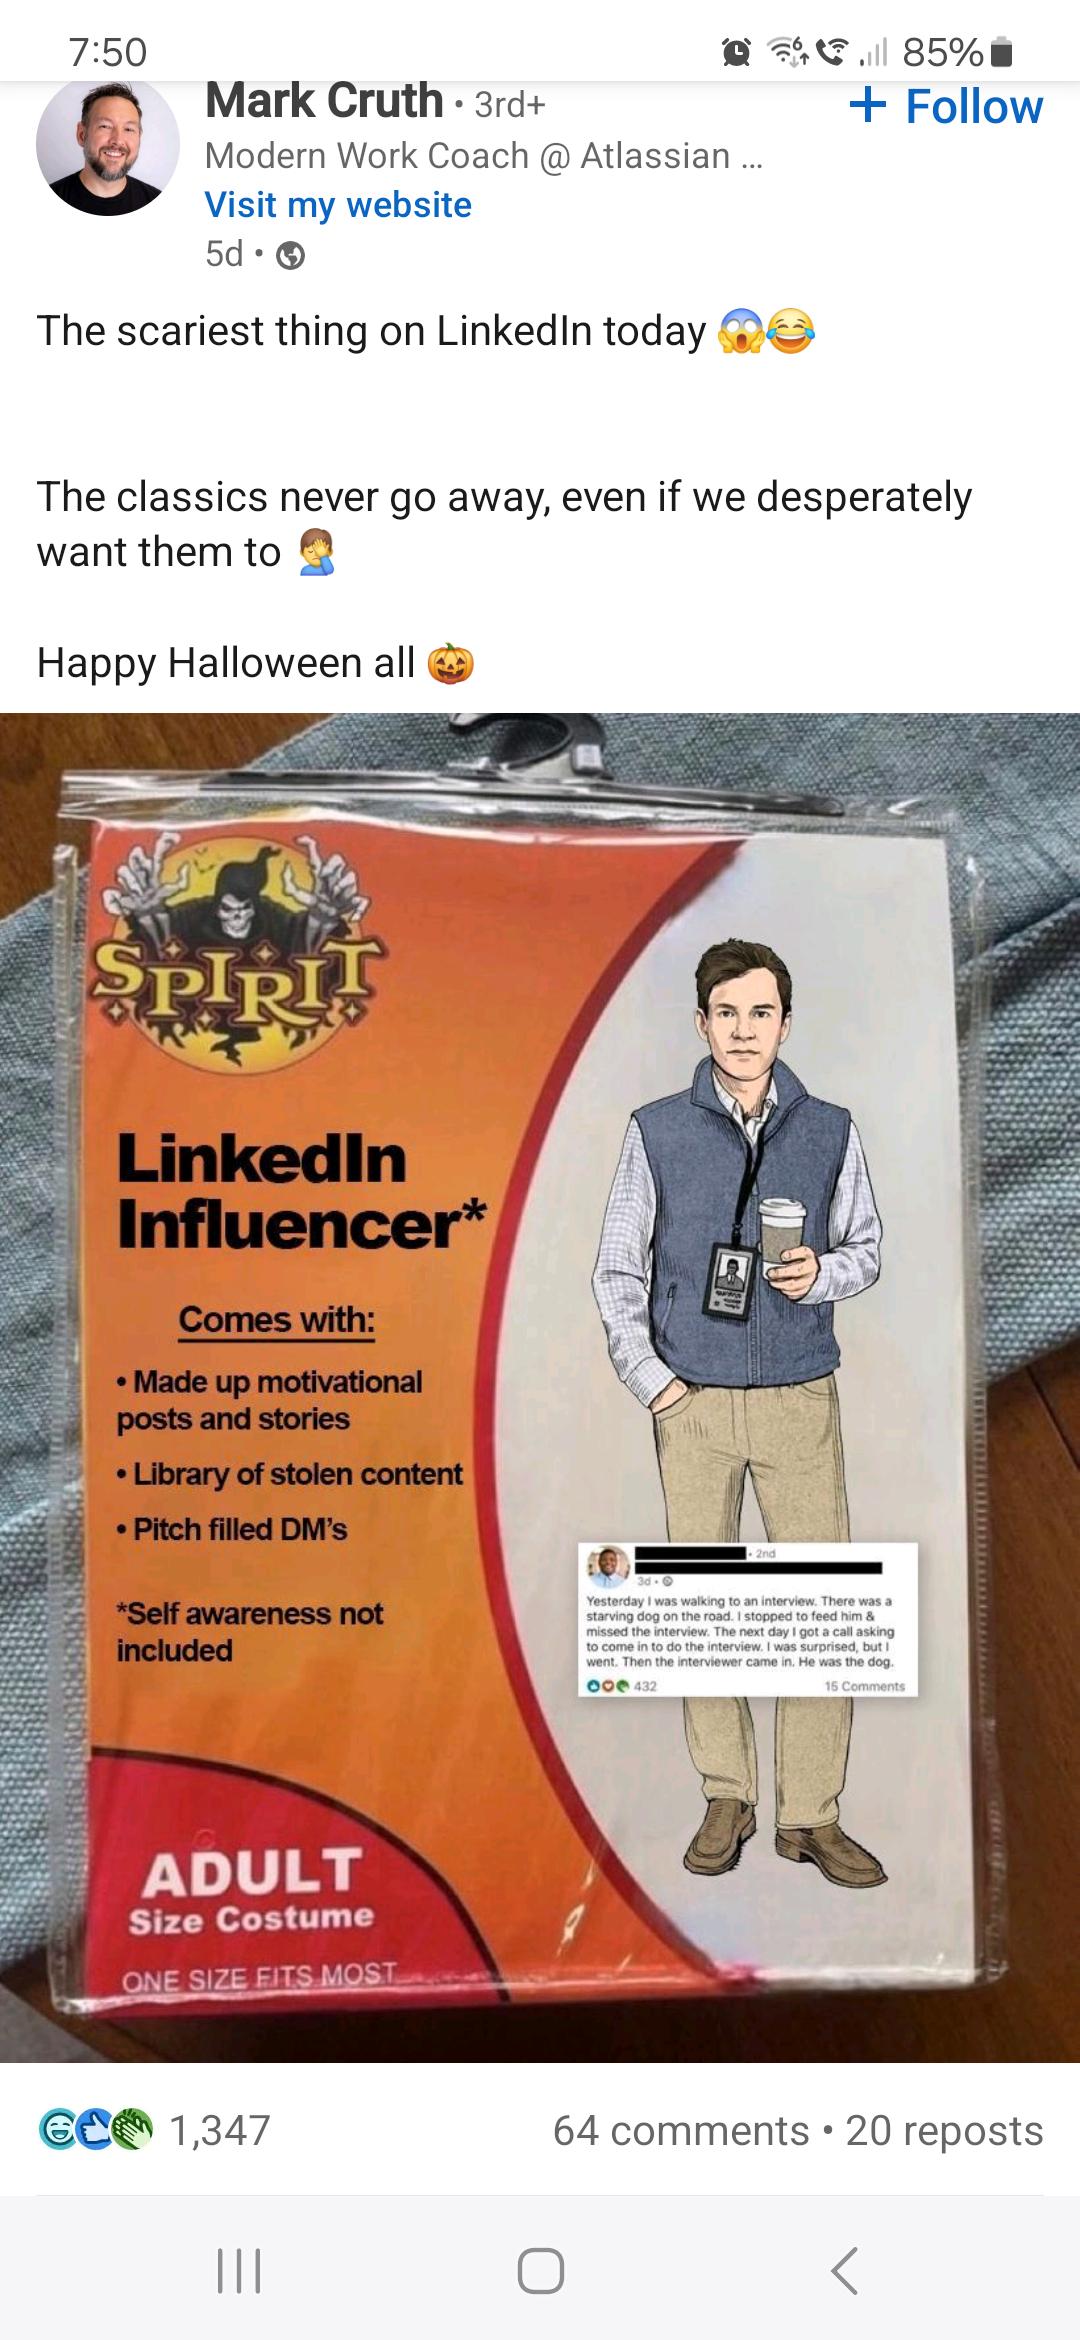 7:50
85%
Mark Cruth • 3rd+
+ Follow
Modern Work Coach @ Atlassian ...
Visit my website
5d •
The scariest thing on LinkedIn today 😱😂
The classics never go away, even if we desperately
want them to 🤦‍♂️
Happy Halloween all 🎃
SPIRIT
LinkedIn
Influencer*
Comes with:
• Made up motivational
posts and stories
• Library of stolen content
• Pitch filled DM's
*Self awareness not
included
• 2nd
3d •
Yesterday I was walking to an interview. There was a
starving dog on the road. I stopped to feed him &
missed the interview. The next day I got a call asking
to come in to do the interview. I was surprised, but I
went. Then the interviewer came in. He was the dog.
432
15 Comments
ADULT
Size Costume
ONE SIZE FITS MOST
1,347
64 comments • 20 reposts